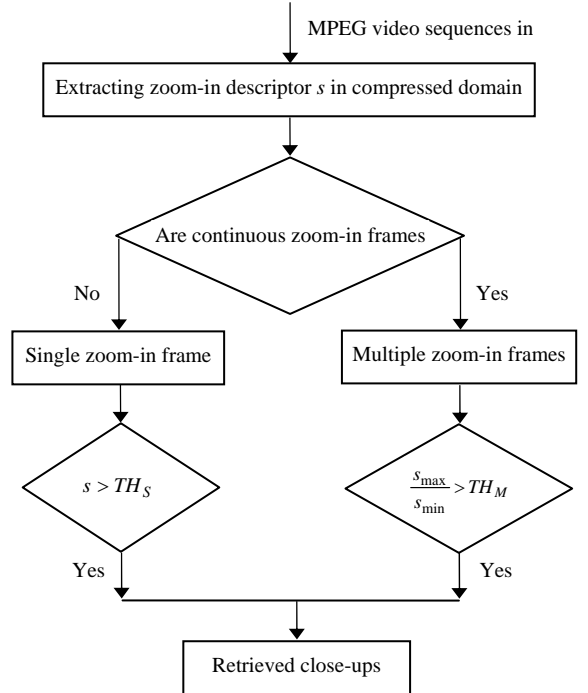 MPEG video sequences in
Extracting zoom-in descriptor s in compressed domain
Are continuous zoom-in frames
No
Yes
Single zoom-in frame
Multiple zoom-in frames
s > TH_S
s_max / s_min > TH_M
Yes
Yes
Retrieved close-ups